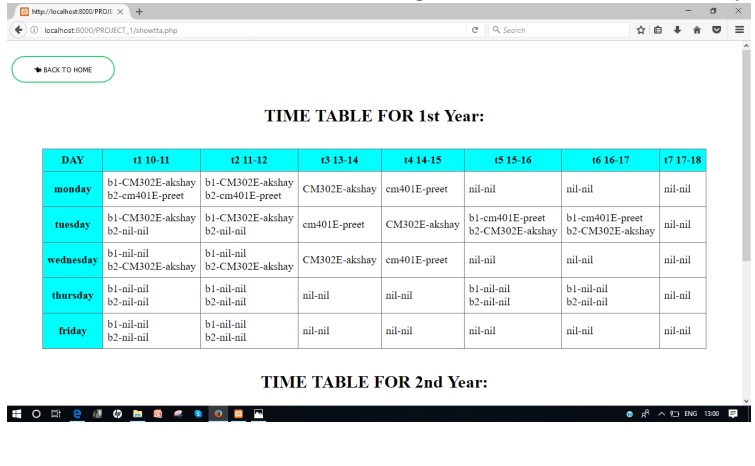 http://localhost:8000/PROJE
localhost:8000/PROJECT_1/showtta.php
Search
BACK TO HOME
TIME TABLE FOR 1st Year:
DAY t1 10-11 t2 11-12 t3 13-14 t4 14-15 t5 15-16 t6 16-17 t7 17-18
monday b1-CM302E-akshay b1-CM302E-akshay CM302E-akshay cm401E-preet nil-nil nil-nil nil-nil
b2-cm401E-preet b2-cm401E-preet
tuesday b1-CM302E-akshay b1-CM302E-akshay cm401E-preet CM302E-akshay b1-cm401E-preet b1-cm401E-preet nil-nil
b2-nil-nil b2-nil-nil b2-CM302E-akshay b2-CM302E-akshay
wednesday b1-nil-nil b1-nil-nil CM302E-akshay cm401E-preet nil-nil nil-nil nil-nil
b2-CM302E-akshay b2-CM302E-akshay
thursday b1-nil-nil b1-nil-nil nil-nil nil-nil b1-nil-nil b1-nil-nil nil-nil
b2-nil-nil b2-nil-nil b2-nil-nil b2-nil-nil
friday b1-nil-nil b1-nil-nil nil-nil nil-nil nil-nil nil-nil nil-nil
b2-nil-nil b2-nil-nil
TIME TABLE FOR 2nd Year:
ENG 13:00